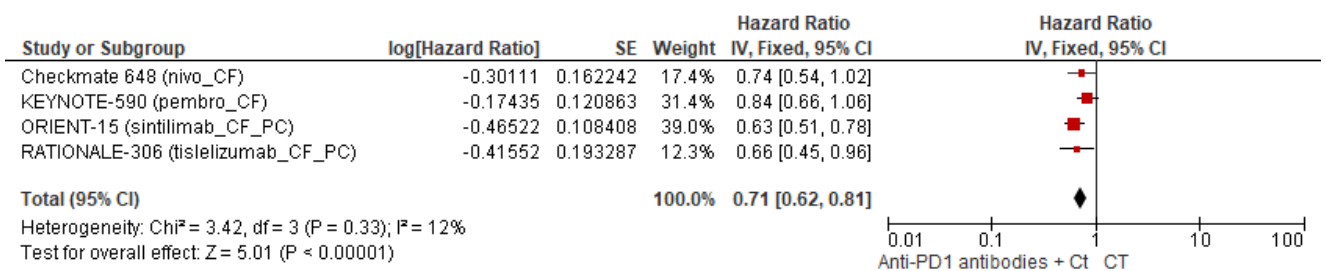 Hazard Ratio Hazard Ratio
Study or Subgroup log[Hazard Ratio] SE Weight IV, Fixed, 95% CI IV, Fixed, 95% CI
Checkmate 648 (nivo_CF) -0.30111 0.162242 17.4% 0.74 [0.54, 1.02]
KEYNOTE-590 (pembro_CF) -0.17435 0.120863 31.4% 0.84 [0.66, 1.06]
ORIENT-15 (sintilimab_CF_PC) -0.46522 0.108408 39.0% 0.63 [0.51, 0.78]
RATIONALE-306 (tislelizumab_CF_PC) -0.41552 0.193287 12.3% 0.66 [0.45, 0.96]
Total (95% CI) 100.0% 0.71 [0.62, 0.81]
Heterogeneity: Chi² = 3.42, df = 3 (P = 0.33); I² = 12%
Test for overall effect: Z = 5.01 (P < 0.00001)
0.01 0.1 1 10 100
Anti-PD1 antibodies + Ct CT